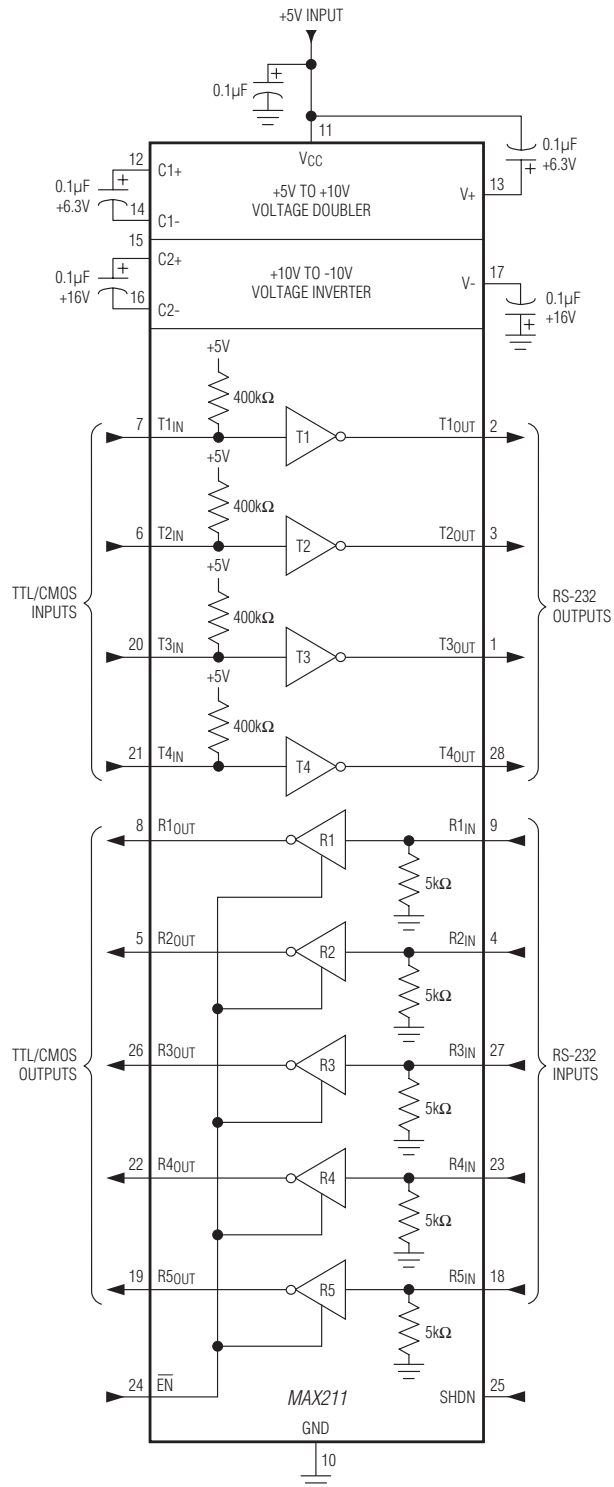 +5V INPUT
0.1µF
+
11
VCC
12
C1+
+5V TO +10V
VOLTAGE DOUBLER
V+
13
0.1µF
+6.3V
+
0.1µF
+6.3V
+
14
C1-
15
C2+
+10V TO -10V
VOLTAGE INVERTER
V-
17
0.1µF
+16V
+
16
C2-
0.1µF
+16V
+
+5V
400kΩ
7
T1IN
T1
T1OUT
2
+5V
400kΩ
6
T2IN
T2
T2OUT
3
+5V
TTL/CMOS
INPUTS
400kΩ
RS-232
OUTPUTS
20
T3IN
T3
T3OUT
1
+5V
400kΩ
21
T4IN
T4
T4OUT
28
8
R1OUT
R1
R1IN
9
5kΩ
5
R2OUT
R2
R2IN
4
5kΩ
TTL/CMOS
OUTPUTS
26
R3OUT
R3
R3IN
27
RS-232
INPUTS
5kΩ
22
R4OUT
R4
R4IN
23
5kΩ
19
R5OUT
R5
R5IN
18
5kΩ
24
EN
MAX211
SHDN
25
GND
10